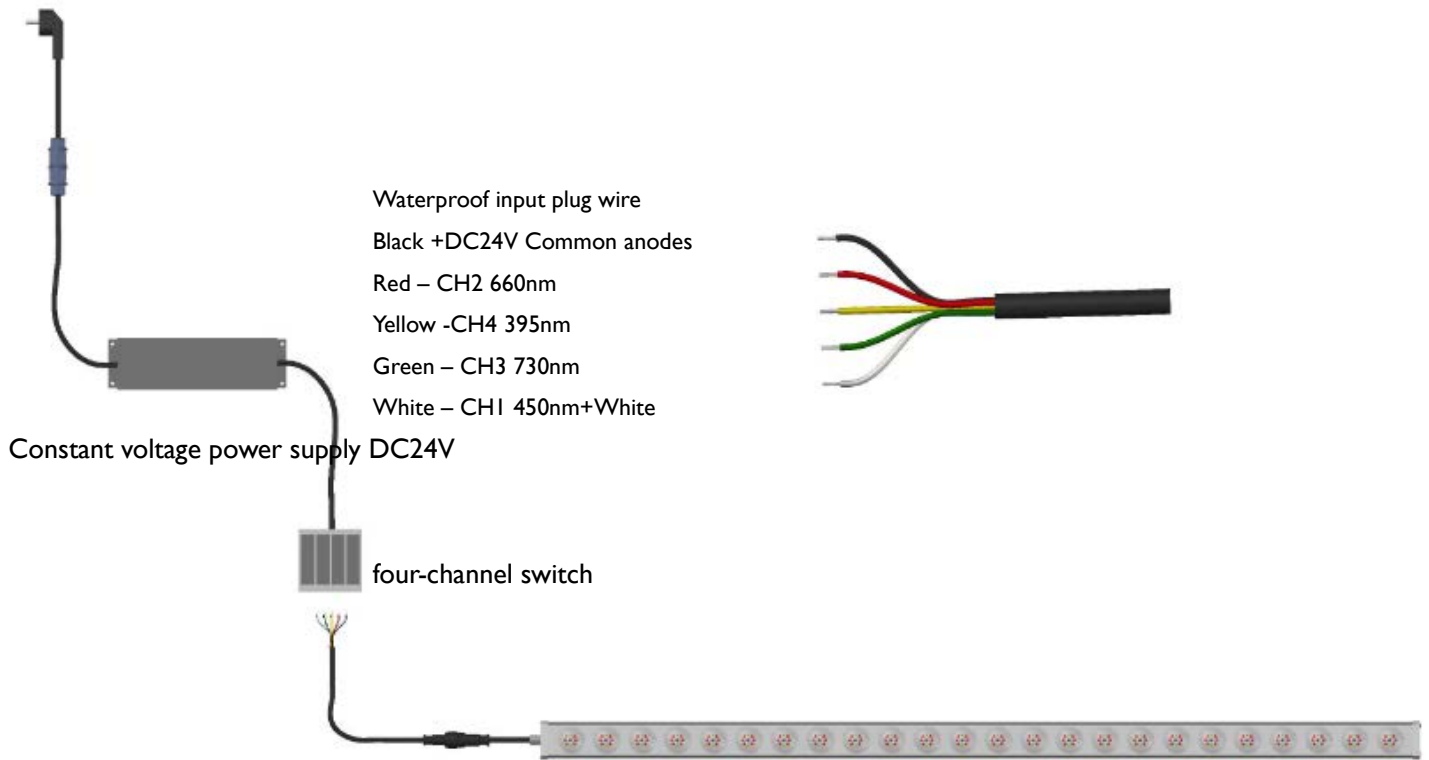 Waterproof input plug wire
Black +DC24V Common anodes
Red – CH2 660nm
Yellow -CH4 395nm
Green – CH3 730nm
White – CH1 450nm+White
Constant voltage power supply DC24V
four-channel switch